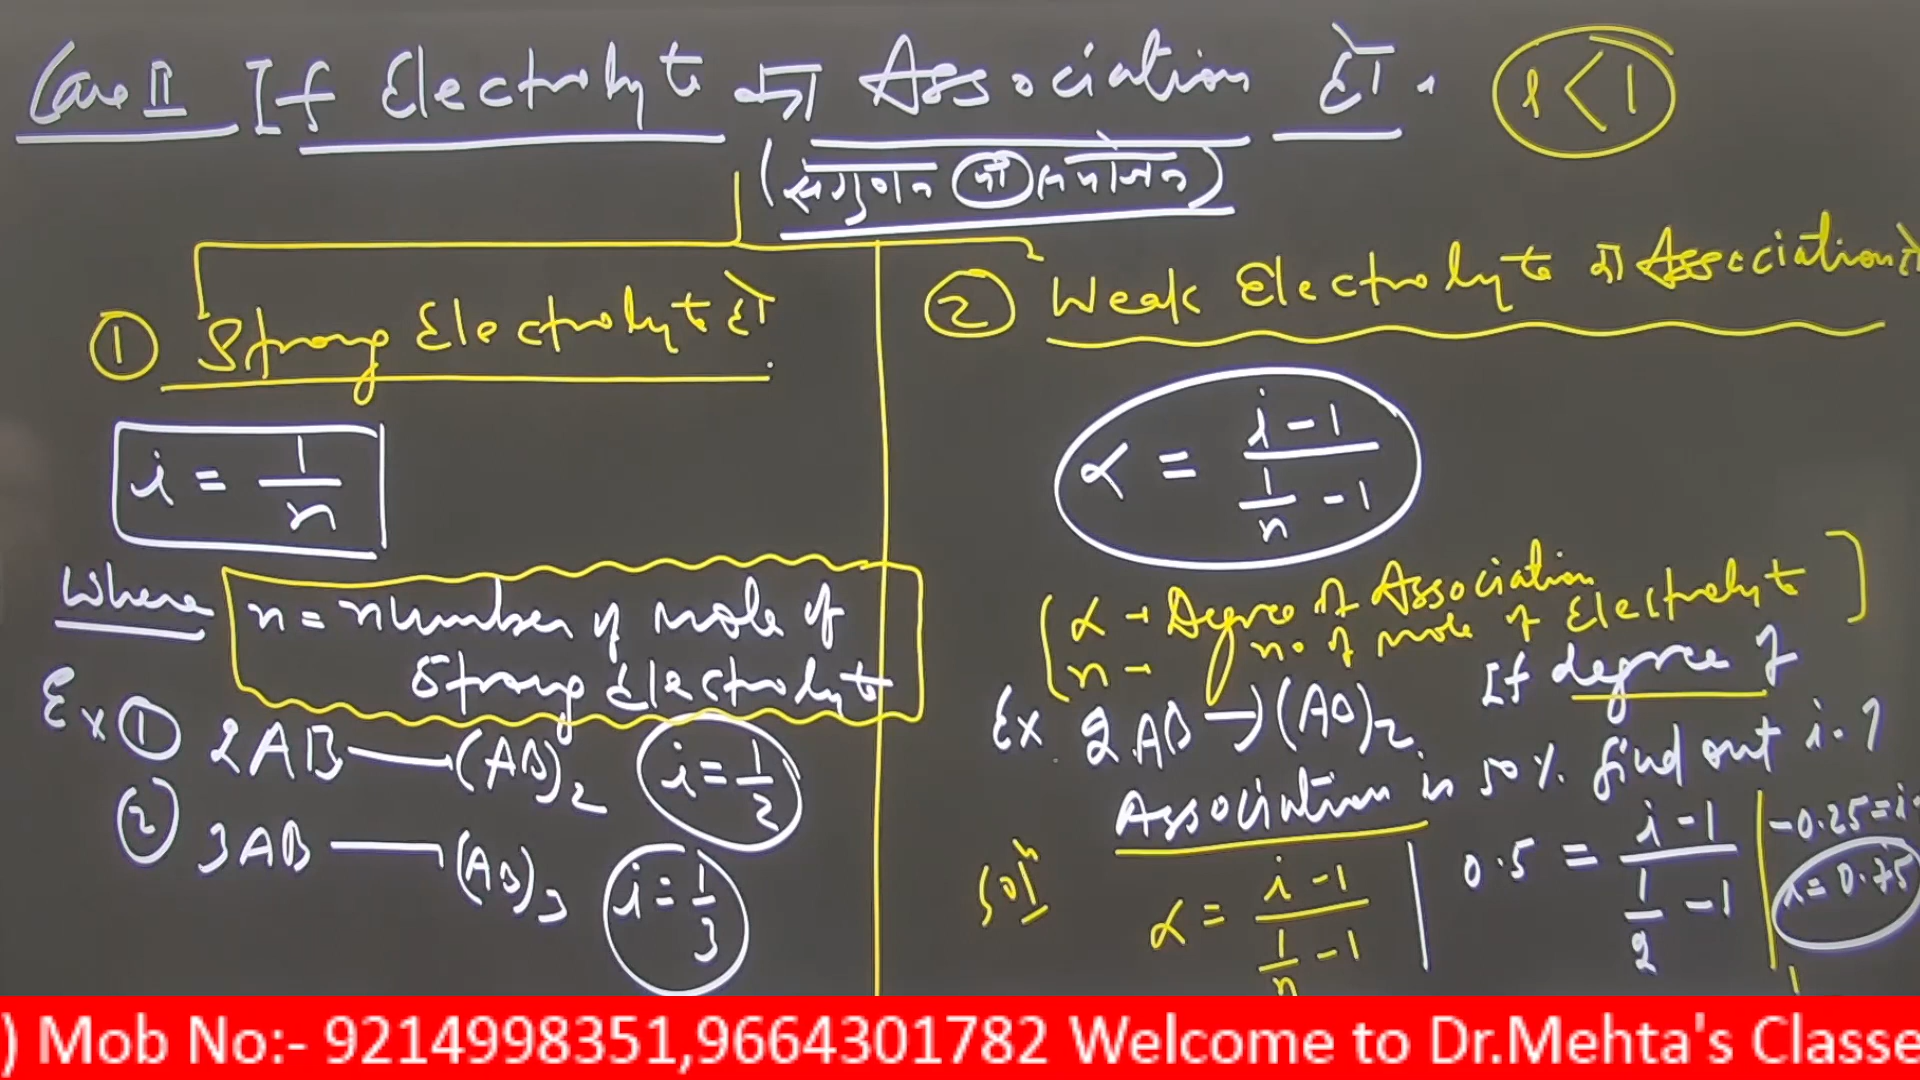 Case II If Electrolyte का Association हो. i < 1
(संगुणन या संयोजन)
① Strong Electrolyte हो
i = 1/n
Where n = number of mole of
Strong Electrolyte
Ex ① 2AB → (AB)₂ i = 1/2
② 3AB → (AB)₃ i = 1/3
② Weak Electrolyte का Association हो
α = (i - 1)/(1/n - 1)
α → Degree of Association
n → no of mole of Electrolyte
Ex 2AB → (AB)₂. If degree of
Association is 50%. find out i. ?
Solⁿ α = (i - 1)/(1/n - 1) | 0.5 = (i - 1)/(1/2 - 1) | -0.25 = i-
i = 0.75
) Mob No:- 9214998351,9664301782 Welcome to Dr.Mehta's Classe